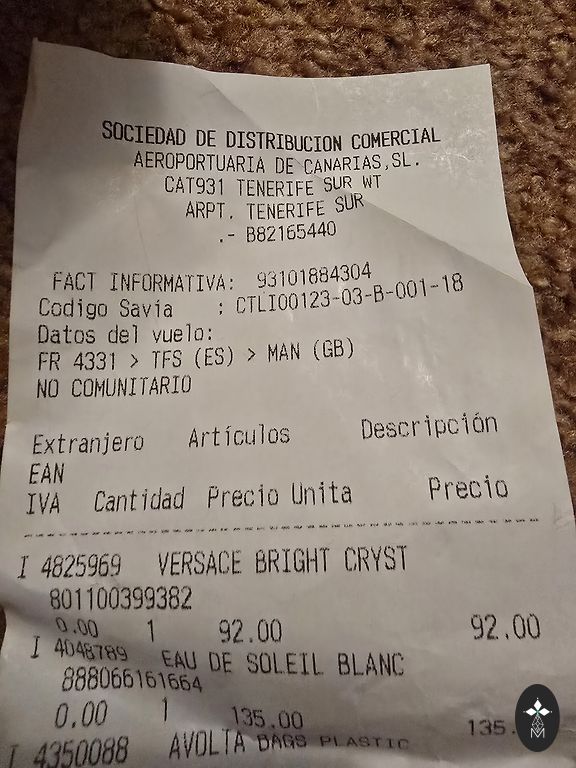 SOCIEDAD DE DISTRIBUCION COMERCIAL
AEROPORTUARIA DE CANARIAS,SL.
CAT931 TENERIFE SUR WT
ARPT. TENERIFE SUR
.- B82165440
FACT INFORMATIVA: 93101884304
Codigo Savia : CTLI00123-03-B-001-18
Datos del vuelo:
FR 4331 > TFS (ES) > MAN (GB)
NO COMUNITARIO
Extranjero Artículos Descripción
EAN
IVA Cantidad Precio Unita Precio
I 4825969 VERSACE BRIGHT CRYST
801100399382
0.00 1 92.00 92.00
I 4048789 EAU DE SOLEIL BLANC
888066161664
0.00 1 135.00 135.
I 4350088 AVOLTA BAGS PLASTIC